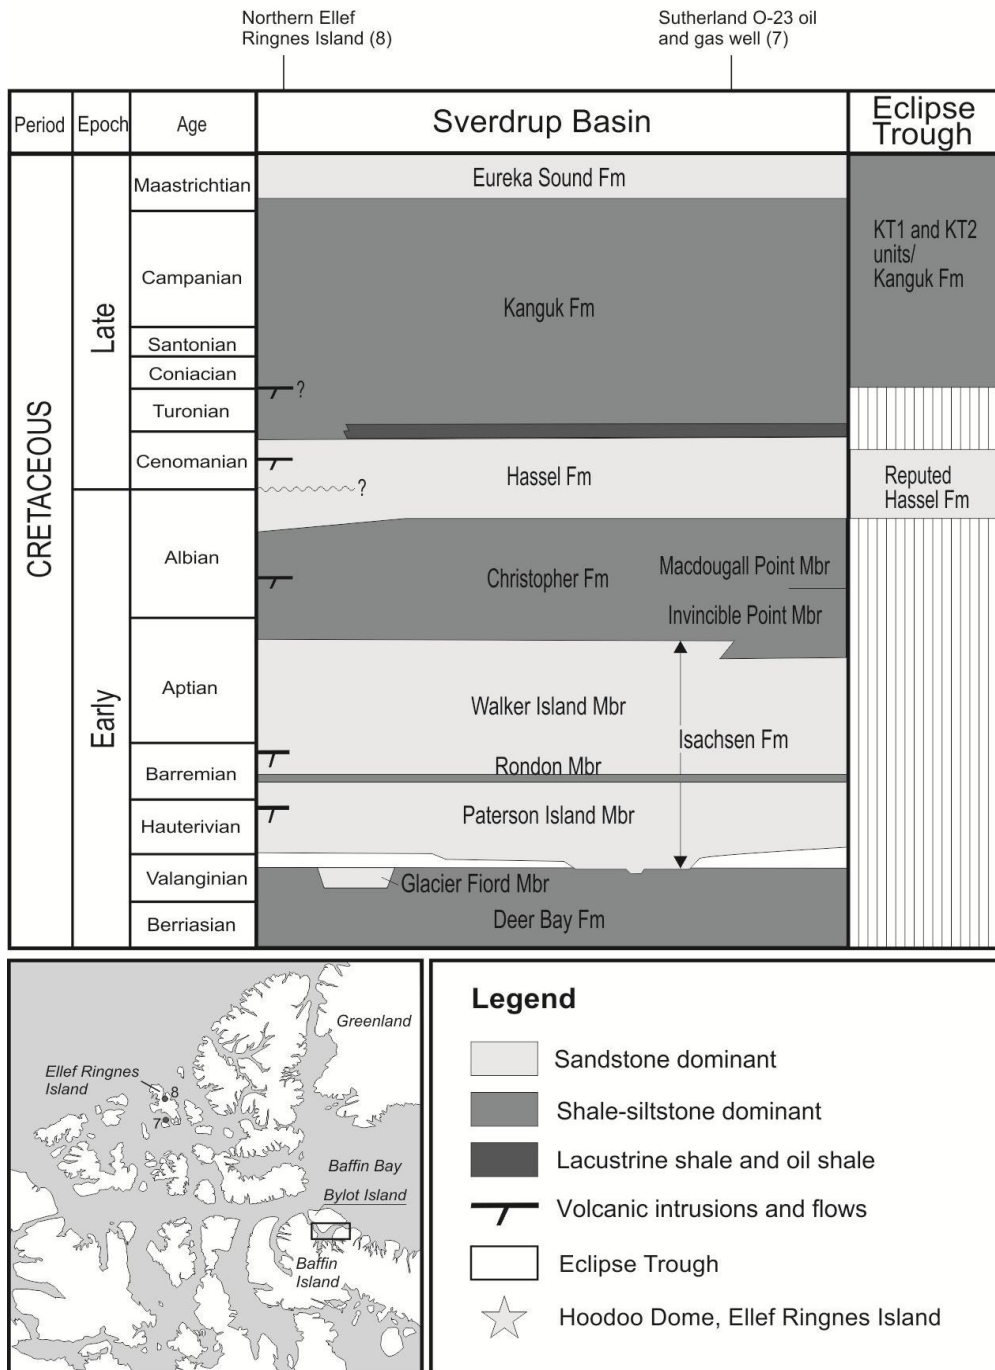 Northern Ellef
Ringnes Island (8)
Sutherland O-23 oil
and gas well (7)
Period
Epoch
Age
Sverdrup Basin
Eclipse
Trough
CRETACEOUS
Late
Early
Maastrichtian
Campanian
Santonian
Coniacian
Turonian
Cenomanian
Albian
Aptian
Barremian
Hauterivian
Valanginian
Berriasian
Eureka Sound Fm
Kanguk Fm
?
Hassel Fm
?
Christopher Fm
Macdougall Point Mbr
Invincible Point Mbr
Walker Island Mbr
Isachsen Fm
Rondon Mbr
Paterson Island Mbr
Glacier Fiord Mbr
Deer Bay Fm
KT1 and KT2
units/
Kanguk Fm
Reputed
Hassel Fm
Greenland
Ellef Ringnes
Island
8
7
Baffin Bay
Bylot Island
Baffin
Island
Legend
Sandstone dominant
Shale-siltstone dominant
Lacustrine shale and oil shale
Volcanic intrusions and flows
Eclipse Trough
Hoodoo Dome, Ellef Ringnes Island